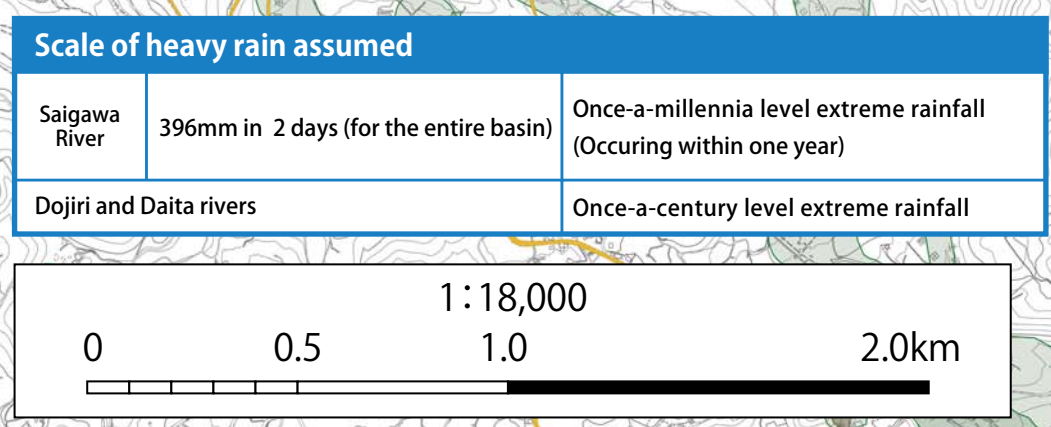 Scale of heavy rain assumed
Saigawa
River
396mm in 2 days (for the entire basin)
Once-a-millennia level extreme rainfall
(Occuring within one year)
Dojiri and Daita rivers
Once-a-century level extreme rainfall
1:18,000
0 0.5 1.0 2.0km